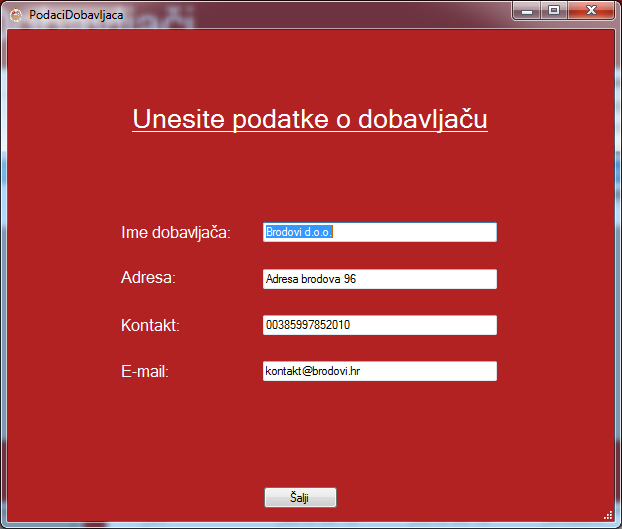 PodaciDobavljaca
Unesite podatke o dobavljaču
Ime dobavljača: Brodovi d.o.o.
Adresa: Adresa brodova 96
Kontakt: 00385997852010
E-mail: kontakt@brodovi.hr
Šalji